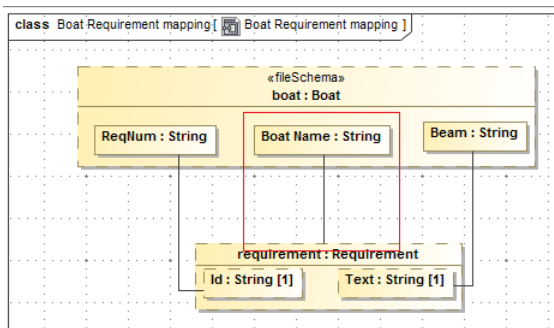 class Boat Requirement mapping [ Boat Requirement mapping ]
«fileSchema»
boat : Boat
ReqNum : String
Boat Name : String
Beam : String
requirement : Requirement
Id : String [1]
Text : String [1]